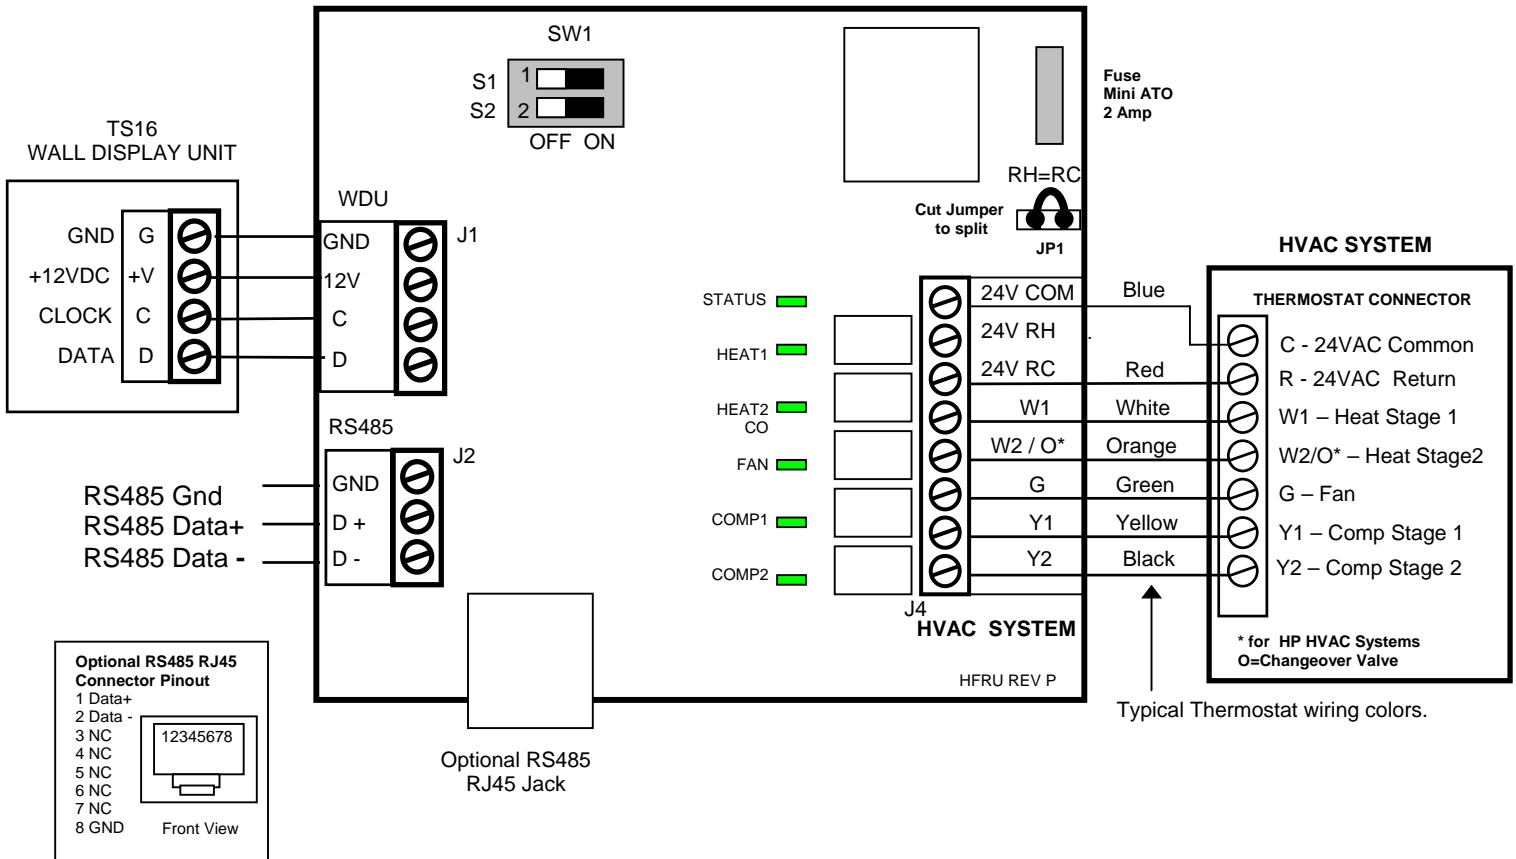 SW1
S1
1
S2
2
OFF ON
Fuse
Mini ATO
2 Amp
RH=RC
Cut Jumper
to split
JP1
TS16
WALL DISPLAY UNIT
GND G
+12VDC +V
CLOCK C
DATA D
WDU
J1
GND
12V
C
D
RS485
J2
GND
D +
D -
RS485 Gnd
RS485 Data+
RS485 Data -
STATUS
HEAT1
HEAT2
CO
FAN
COMP1
COMP2
24V COM Blue
24V RH
.
24V RC Red
W1 White
W2 / O* Orange
G Green
Y1 Yellow
Y2 Black
J4
HVAC SYSTEM
HFRU REV P
HVAC SYSTEM
THERMOSTAT CONNECTOR
C - 24VAC Common
R - 24VAC Return
W1 – Heat Stage 1
W2/O* – Heat Stage2
G – Fan
Y1 – Comp Stage 1
Y2 – Comp Stage 2
* for HP HVAC Systems
O=Changeover Valve
Typical Thermostat wiring colors.
Optional RS485
RJ45 Jack
Optional RS485 RJ45
Connector Pinout
1 Data+
2 Data -
3 NC
4 NC
5 NC
6 NC
7 NC
8 GND
12345678
Front View